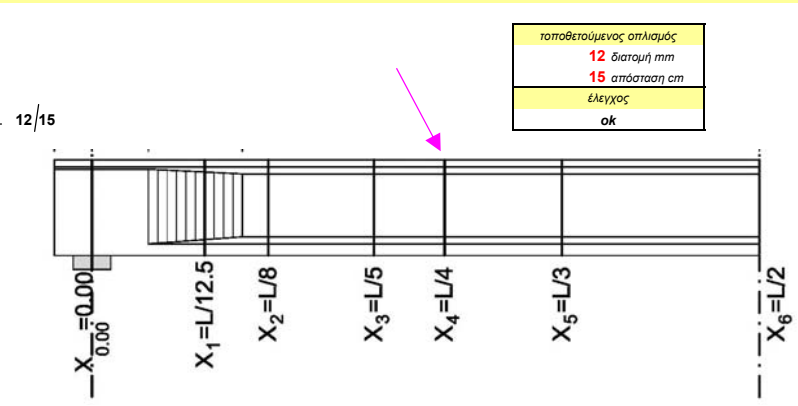 τοποθετούμενος οπλισμός
12 διατομή mm
15 απόσταση cm
έλεγχος
ok
. 12/15
X =0.00
0.00
X1=L/12.5
X2=L/8
X3=L/5
X4=L/4
X5=L/3
X6=L/2